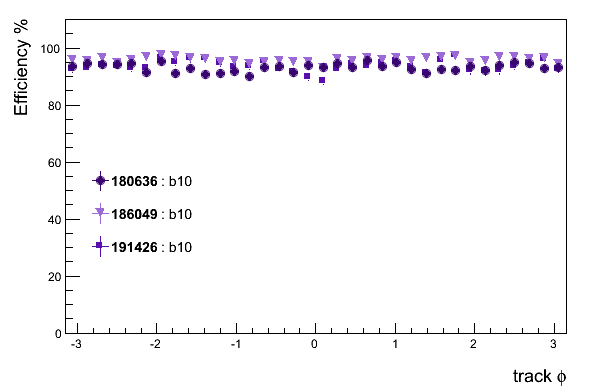 Efficiency %
100
80
60
40
20
0
180636 : b10
186049 : b10
191426 : b10
-3 -2 -1 0 1 2 3
track ϕ